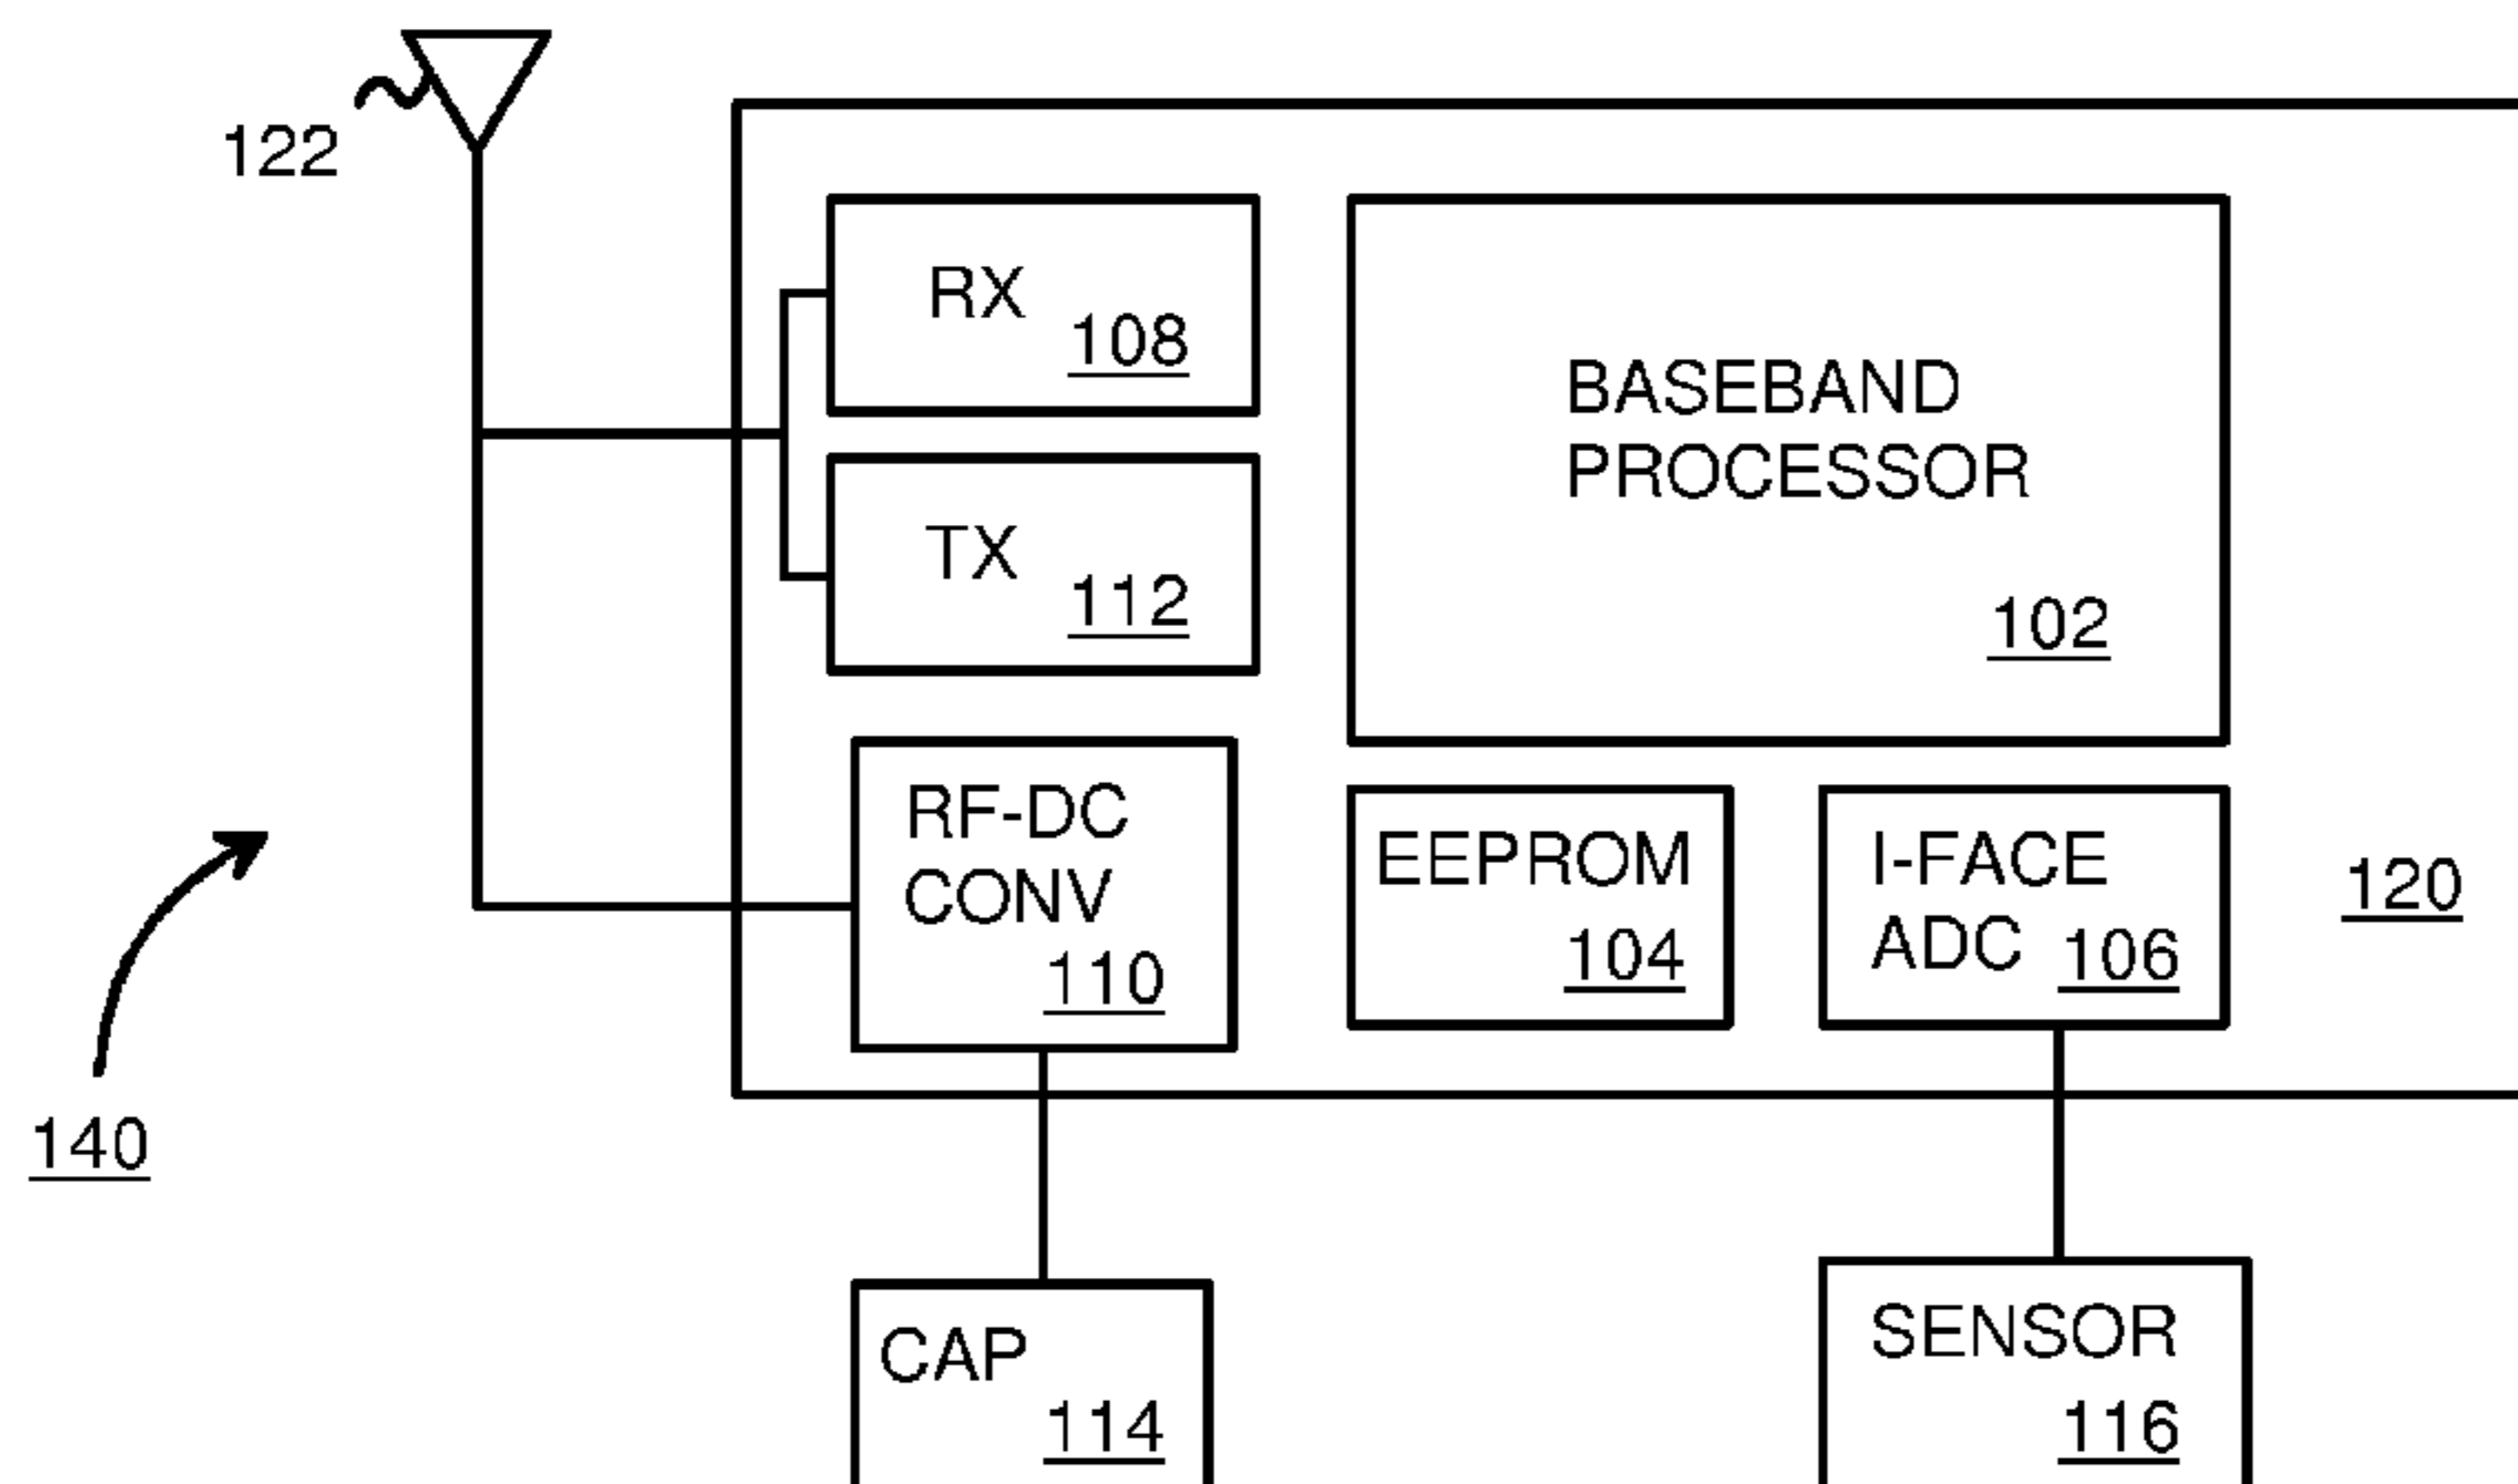 122
RX
108
TX
112
BASEBAND
PROCESSOR
102
RF-DC
CONV
110
EEPROM
104
I-FACE
ADC 106
120
140
CAP
114
SENSOR
116